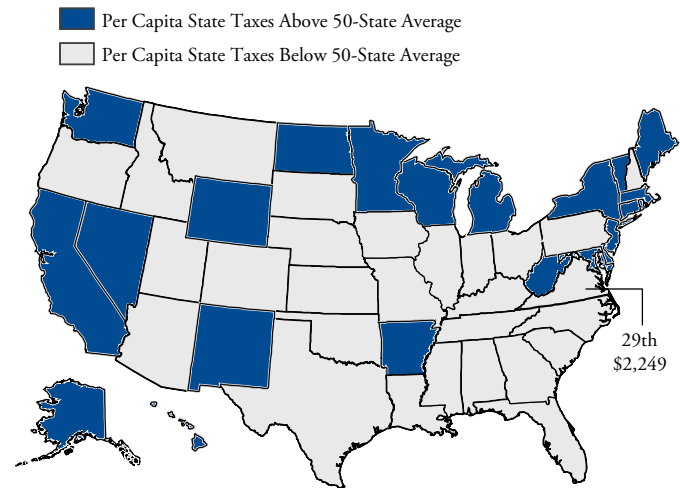 Per Capita State Taxes Above 50-State Average
Per Capita State Taxes Below 50-State Average
29th
$2,249